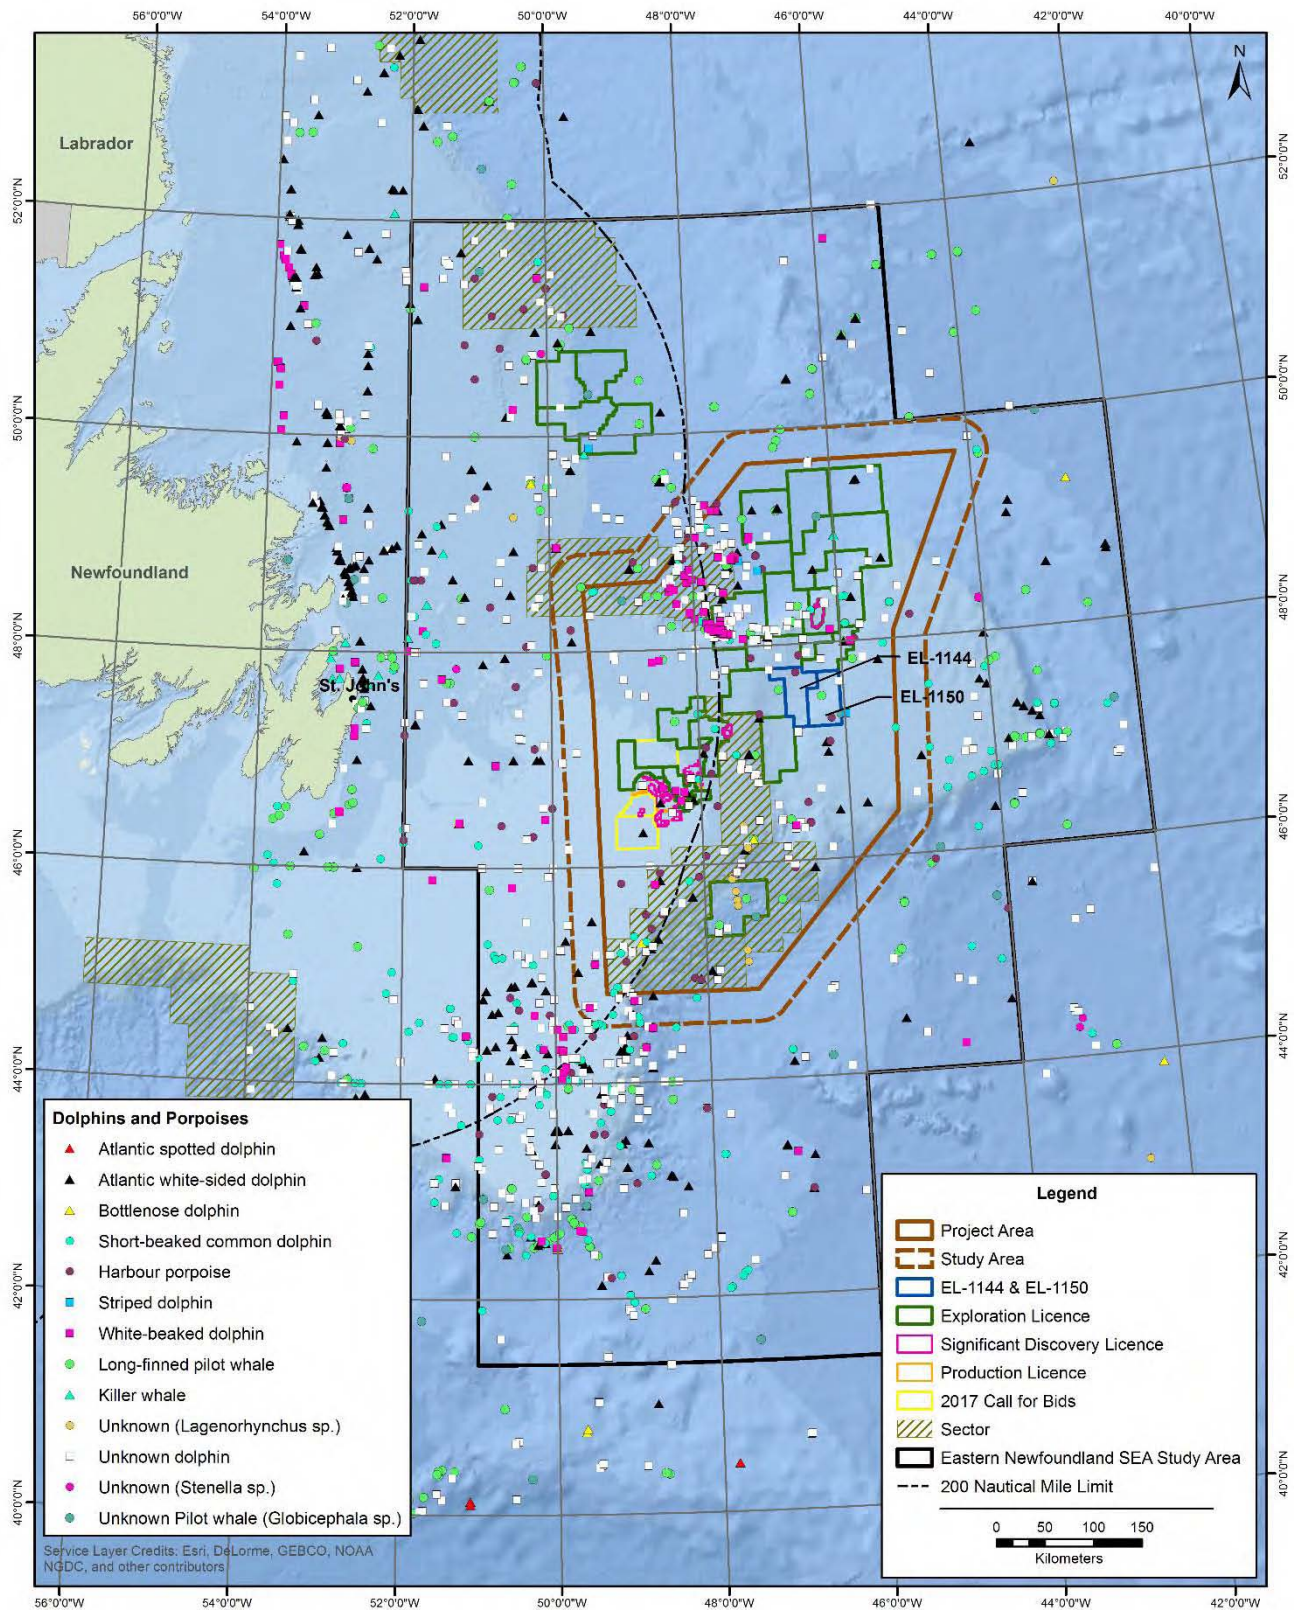 56°0'0"W 54°0'0"W 52°0'0"W 50°0'0"W 48°0'0"W 46°0'0"W 44°0'0"W 42°0'0"W 40°0'0"W
N
Labrador
52°0'0"N
52°0'0"N
50°0'0"N
50°0'0"N
Newfoundland
48°0'0"N
48°0'0"N
EL-1144
St. John's
EL-1150
46°0'0"N
46°0'0"N
44°0'0"N
44°0'0"N
42°0'0"N
42°0'0"N
40°0'0"N
40°0'0"N
Dolphins and Porpoises
Atlantic spotted dolphin
Atlantic white-sided dolphin
Bottlenose dolphin
Short-beaked common dolphin
Harbour porpoise
Striped dolphin
White-beaked dolphin
Long-finned pilot whale
Killer whale
Unknown (Lagenorhynchus sp.)
Unknown dolphin
Unknown (Stenella sp.)
Unknown Pilot whale (Globicephala sp.)
Service Layer Credits: Esri, DeLorme, GEBCO, NOAA
NGDC, and other contributors
Legend
Project Area
Study Area
EL-1144 & EL-1150
Exploration Licence
Significant Discovery Licence
Production Licence
2017 Call for Bids
Sector
Eastern Newfoundland SEA Study Area
200 Nautical Mile Limit
0 50 100 150
Kilometers
56°0'0"W 54°0'0"W 52°0'0"W 50°0'0"W 48°0'0"W 46°0'0"W 44°0'0"W 42°0'0"W